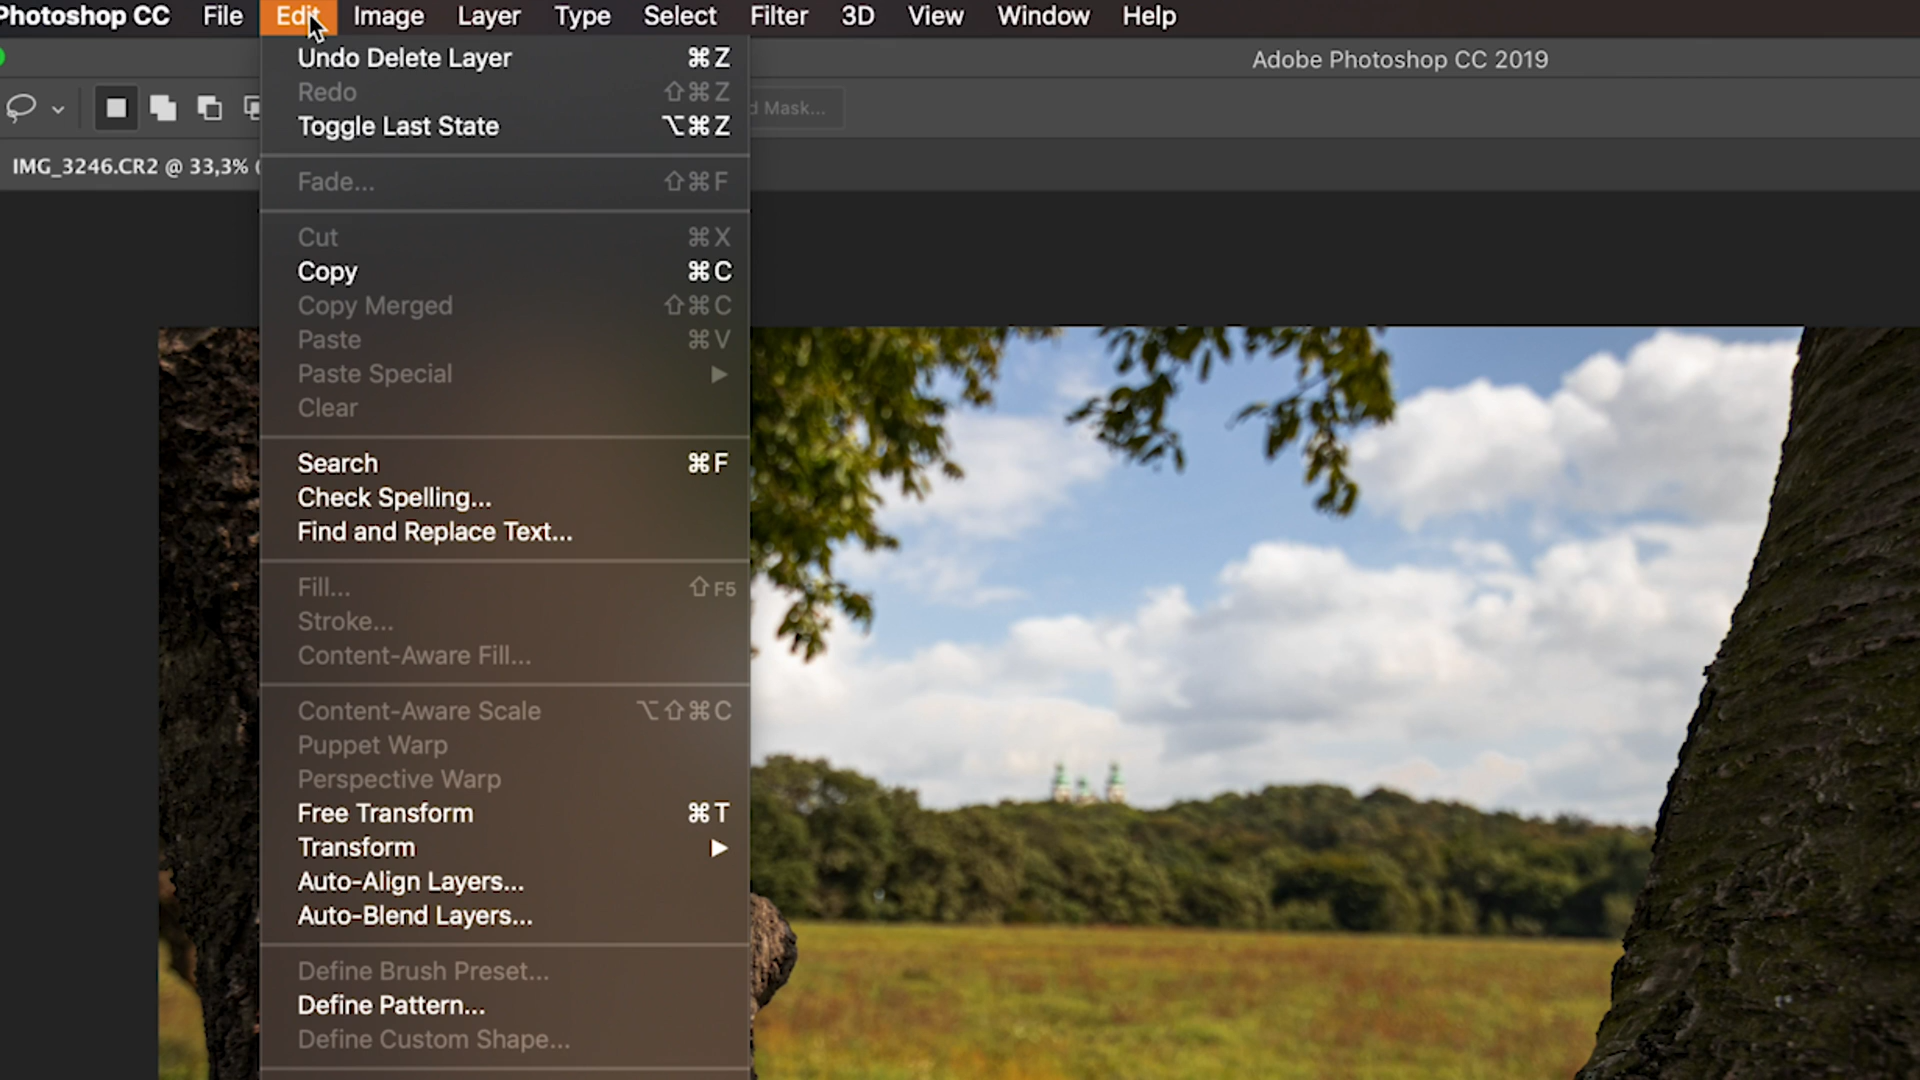 Photoshop CC File Edit Image Layer Type Select Filter 3D View Window Help
Adobe Photoshop CC 2019
Mask...
IMG_3246.CR2 @ 33,3% (
Undo Delete Layer ⌘Z
Redo ⇧⌘Z
Toggle Last State ⌥⌘Z
Fade... ⇧⌘F
Cut ⌘X
Copy ⌘C
Copy Merged ⇧⌘C
Paste ⌘V
Paste Special ▶
Clear
Search ⌘F
Check Spelling...
Find and Replace Text...
Fill... ⇧F5
Stroke...
Content-Aware Fill...
Content-Aware Scale ⌥⇧⌘C
Puppet Warp
Perspective Warp
Free Transform ⌘T
Transform ▶
Auto-Align Layers...
Auto-Blend Layers...
Define Brush Preset...
Define Pattern...
Define Custom Shape...